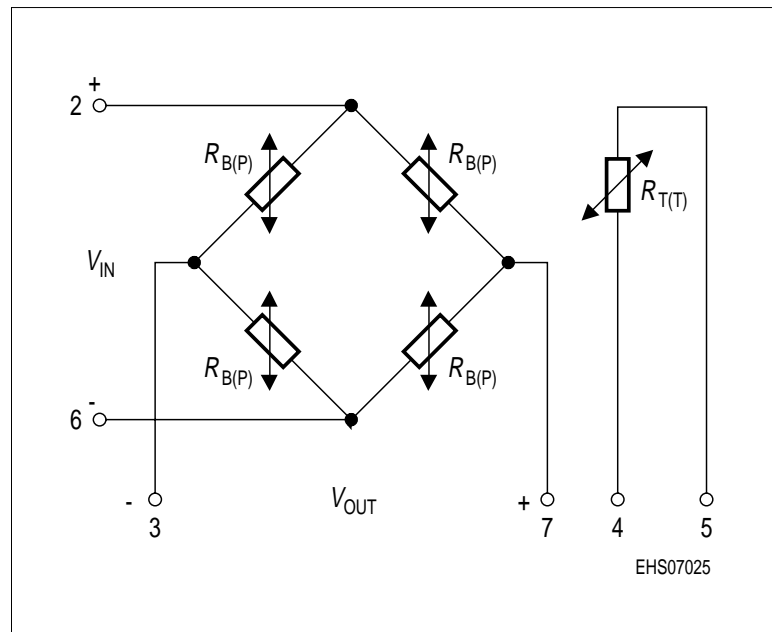 +
2
R B(P)
R B(P)
R T(T)
V IN
R B(P)
R B(P)
-
6
- 
V OUT
+
3
7
4
5
EHS07025